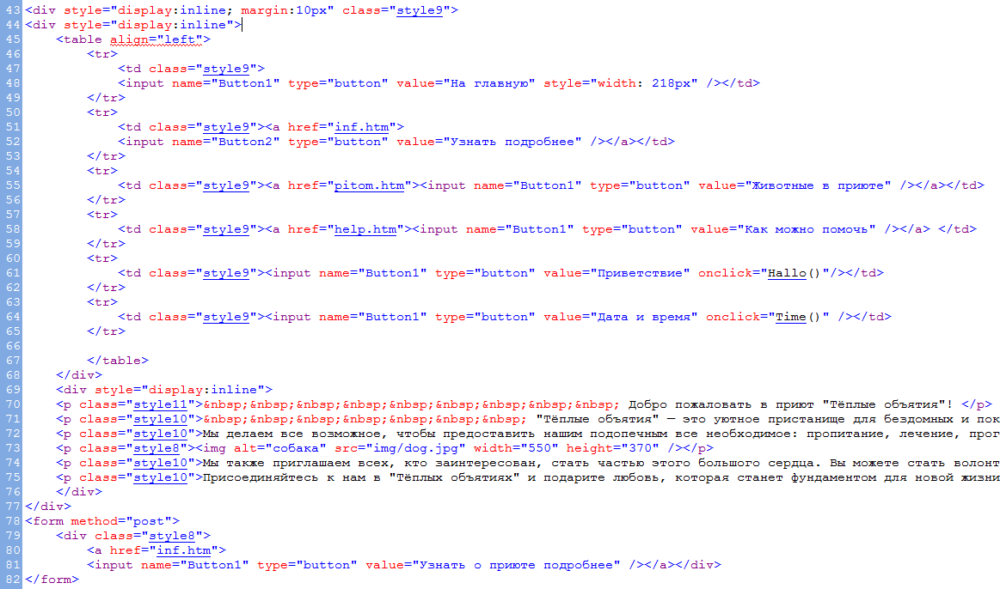 43 <div style="display:inline; margin:10px" class="style9">
44 <div style="display:inline">
45 <table align="left">
46 <tr>
47 <td class="style9">
48 <input name="Button1" type="button" value="На главную" style="width: 218px" /></td>
49 </tr>
50 <tr>
51 <td class="style9"><a href="inf.htm">
52 <input name="Button2" type="button" value="Узнать подробнее" /></a></td>
53 </tr>
54 <tr>
55 <td class="style9"><a href="pitom.htm"><input name="Button1" type="button" value="Животные в приюте" /></a></td>
56 </tr>
57 <tr>
58 <td class="style9"><a href="help.htm"><input name="Button1" type="button" value="Как можно помочь" /></a> </td>
59 </tr>
60 <tr>
61 <td class="style9"><input name="Button1" type="button" value="Приветствие" onclick="Hallo()"/></td>
62 </tr>
63 <tr>
64 <td class="style9"><input name="Button1" type="button" value="Дата и время" onclick="Time()" /></td>
65 </tr>
66
67 </table>
68 </div>
69 <div style="display:inline">
70 <p class="style11">&nbsp;&nbsp;&nbsp;&nbsp;&nbsp;&nbsp;&nbsp;&nbsp;&nbsp; Добро пожаловать в приют "Тёплые объятия"! </p>
71 <p class="style10">&nbsp;&nbsp;&nbsp;&nbsp;&nbsp;&nbsp;&nbsp; "Тёплые объятия" — это уютное пристанище для бездомных и пок
72 <p class="style10">Мы делаем все возможное, чтобы предоставить нашим подопечным все необходимое: пропитание, лечение, прог
73 <p class="style8"><img alt="собака" src="img/dog.jpg" width="550" height="370" /></p>
74 <p class="style10">Мы также приглашаем всех, кто заинтересован, стать частью этого большого сердца. Вы можете стать волонт
75 <p class="style10">Присоединяйтесь к нам в "Тёплых объятиях" и подарите любовь, которая станет фундаментом для новой жизни
76 </div>
77 </div>
78 <form method="post">
79 <div class="style8">
80 <a href="inf.htm">
81 <input name="Button1" type="button" value="Узнать о приюте подробнее" /></a></div>
82 </form>